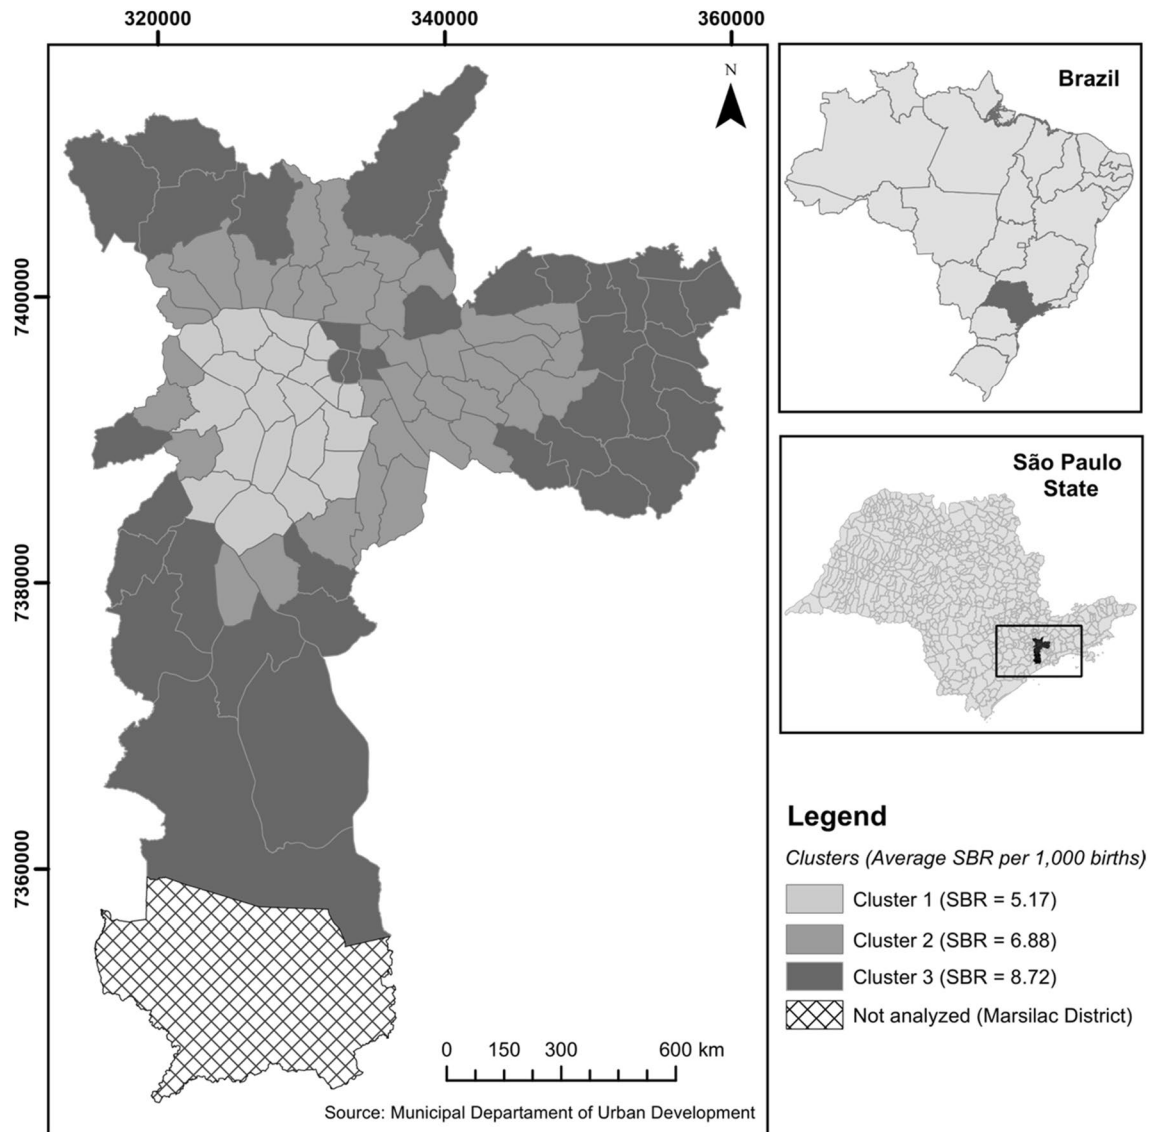 320000
340000
360000
7400000
7380000
7360000
N
0
150
300
600 km
Source: Municipal Departament of Urban Development
Brazil
São Paulo
State
Legend
Clusters (Average SBR per 1,000 births)
Cluster 1 (SBR = 5.17)
Cluster 2 (SBR = 6.88)
Cluster 3 (SBR = 8.72)
Not analyzed (Marsilac District)